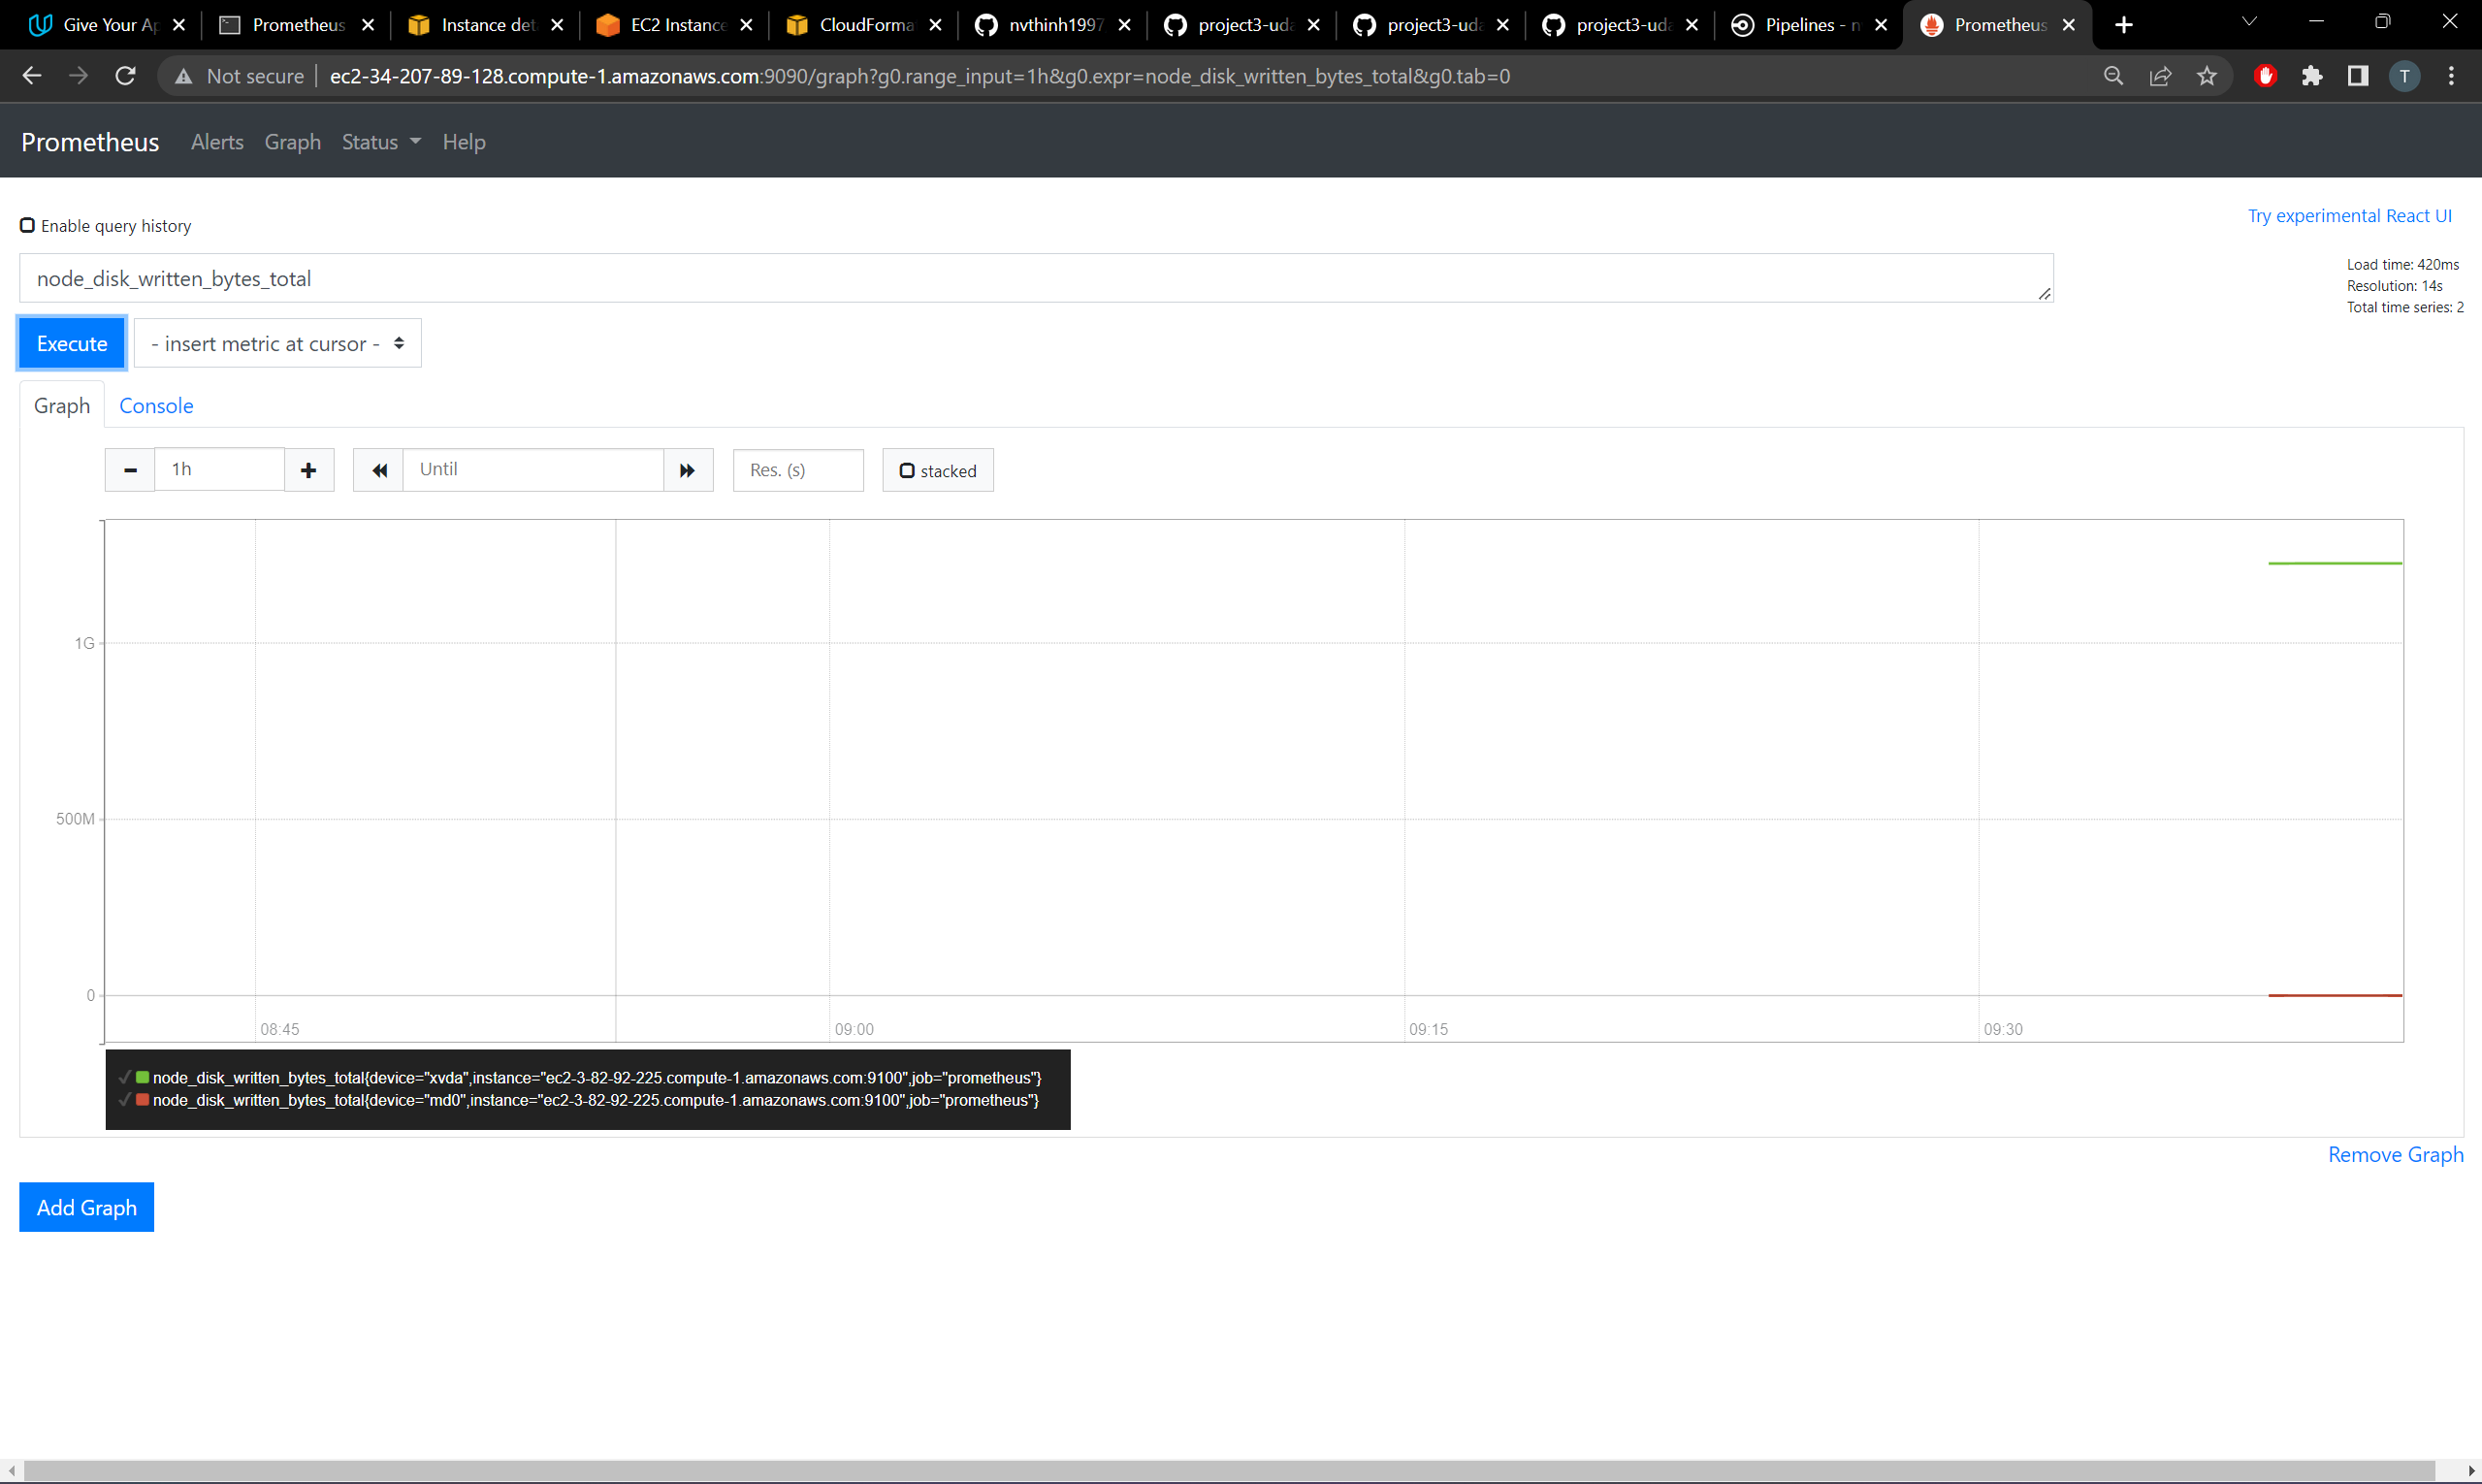 Give Your Ap
Prometheus
Instance det
EC2 Instance
CloudForma
nvthinh1997
project3-uda
project3-uda
project3-uda
Pipelines - n
Prometheus
Not secure
ec2-34-207-89-128.compute-1.amazonaws.com:9090/graph?g0.range_input=1h&g0.expr=node_disk_written_bytes_total&g0.tab=0
T
Prometheus Alerts Graph Status Help
Enable query history
Try experimental React UI
node_disk_written_bytes_total
Load time: 420ms
Resolution: 14s
Total time series: 2
Execute
- insert metric at cursor -
Graph Console
1h
Until
Res. (s)
stacked
1G
500M
0
08:45 09:00 09:15 09:30
node_disk_written_bytes_total{device="xvda",instance="ec2-3-82-92-225.compute-1.amazonaws.com:9100",job="prometheus"}
node_disk_written_bytes_total{device="md0",instance="ec2-3-82-92-225.compute-1.amazonaws.com:9100",job="prometheus"}
Remove Graph
Add Graph